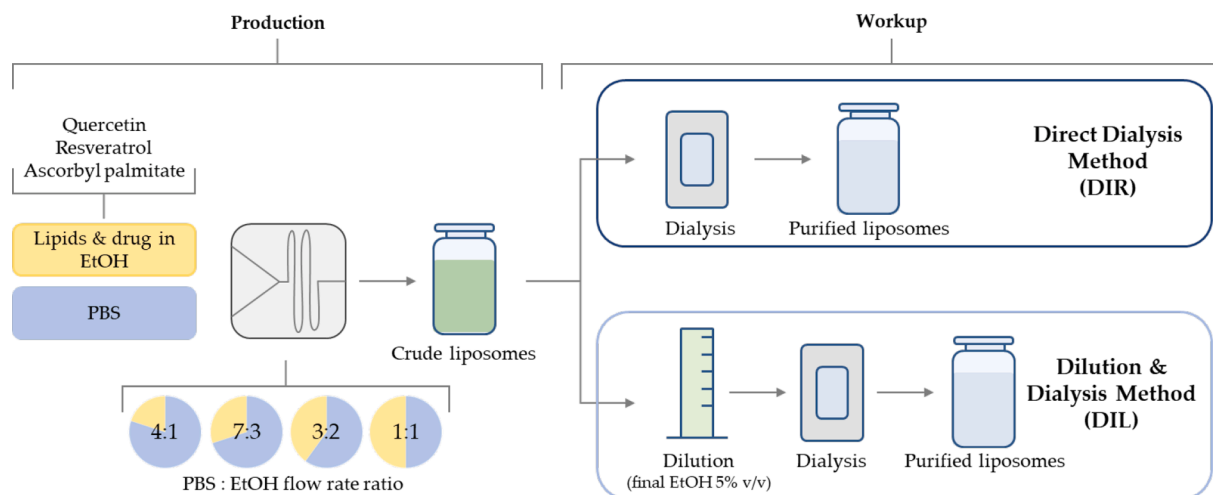 Production
Workup
Quercetin
Resveratrol
Ascorbyl palmitate
Lipids & drug in
EtOH
PBS
Crude liposomes
4:1
7:3
3:2
1:1
PBS : EtOH flow rate ratio
Dialysis
Purified liposomes
Direct Dialysis
Method
(DIR)
Dilution
(final EtOH 5% v/v)
Dialysis
Purified liposomes
Dilution &
Dialysis Method
(DIL)